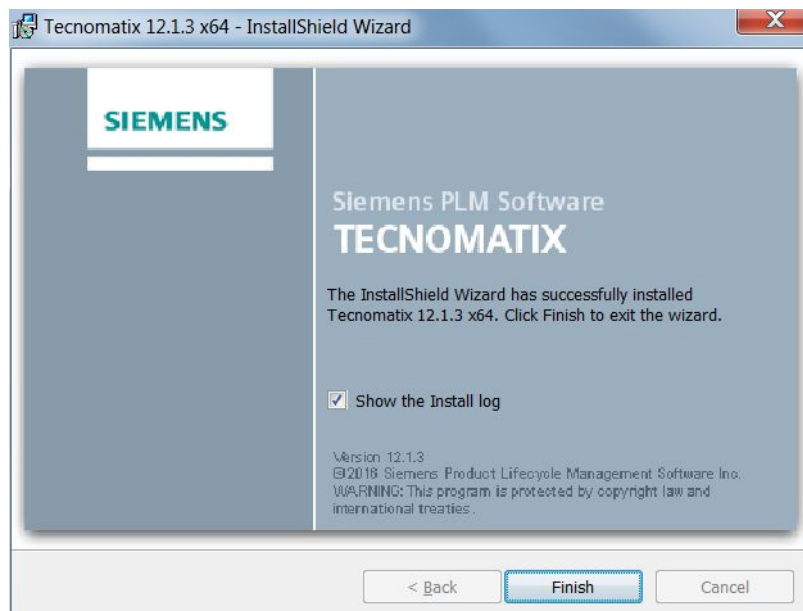 Tecnomatix 12.1.3 x64 - InstallShield Wizard
X
SIEMENS
Siemens PLM Software
TECNOMATIX
The InstallShield Wizard has successfully installed
Tecnomatix 12.1.3 x64. Click Finish to exit the wizard.
Show the Install log
Version 12.1.3
©2016 Siemens Product Lifecycle Management Software Inc.
WARNING: This program is protected by copyright law and
international treaties.
< Back
Finish
Cancel